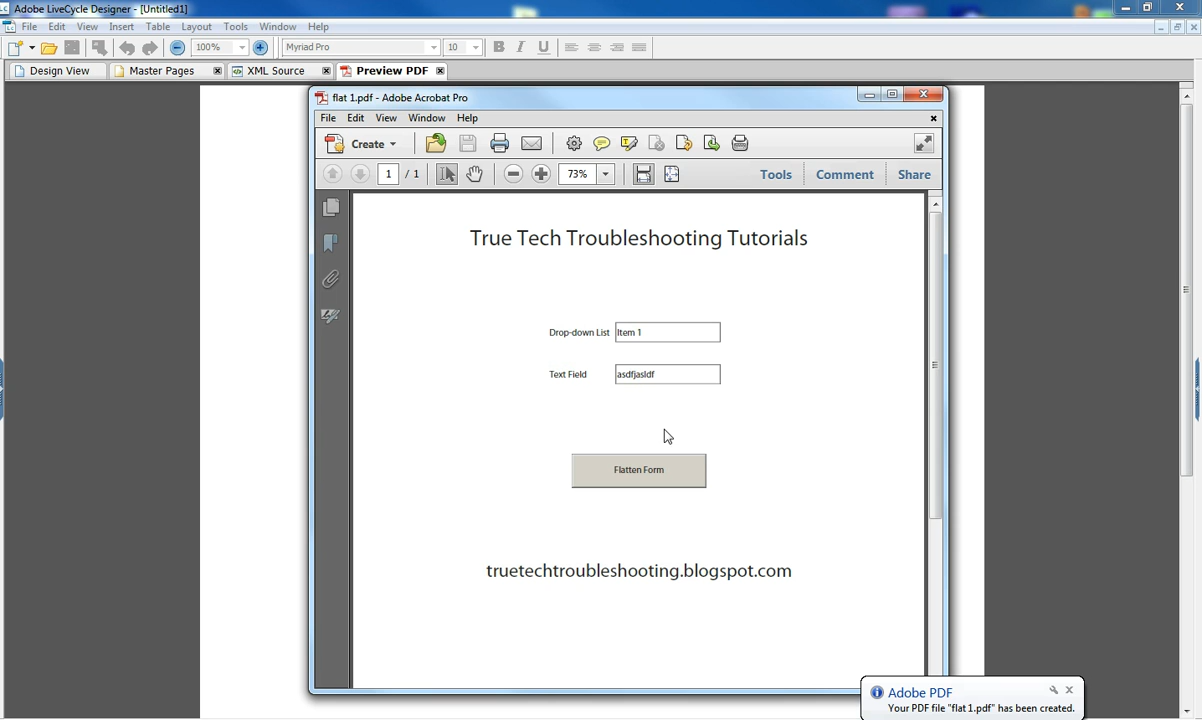 Adobe LiveCycle Designer - [Untitled1]
File Edit View Insert Table Tools Layout Window Help
100% Myriad Pro 10 B I U
Design View Master Pages XML Source Preview PDF
flat 1.pdf - Adobe Acrobat Pro
File Edit View Window Help
Create
1 / 1 73% Tools Comment Share
True Tech Troubleshooting Tutorials
Drop-down List Item 1
Text Field asdfjasldf
Flatten Form
truetechtroubleshooting.blogspot.com
Adobe PDF
Your PDF file "flat 1.pdf" has been created.